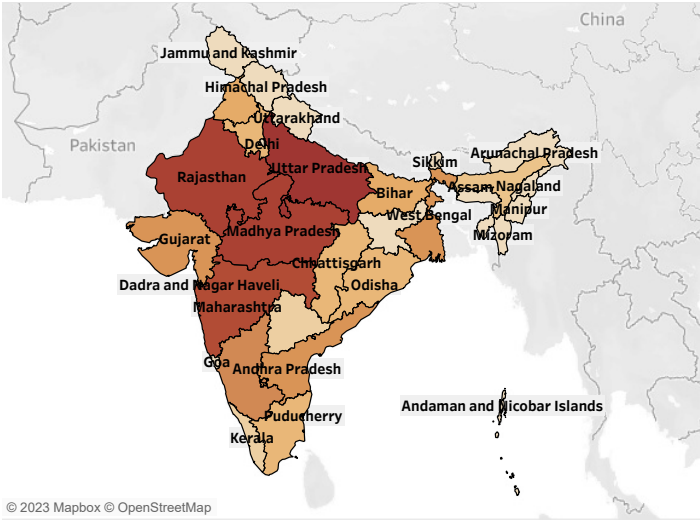 China
Jammu and Kashmir
Himachal Pradesh
Uttarakhand
Pakistan
Delhi
Arunachal Pradesh
Sikkim
Uttar Pradesh
Rajasthan
Assam
Nagaland
Bihar
Manipur
West Bengal
Madhya Pradesh
Mizoram
Gujarat
Chhattisgarh
Dadra and Nagar Haveli
Odisha
Maharashtra
Goa
Andhra Pradesh
Andaman and Nicobar Islands
Puducherry
Kerala
© 2023 Mapbox © OpenStreetMap